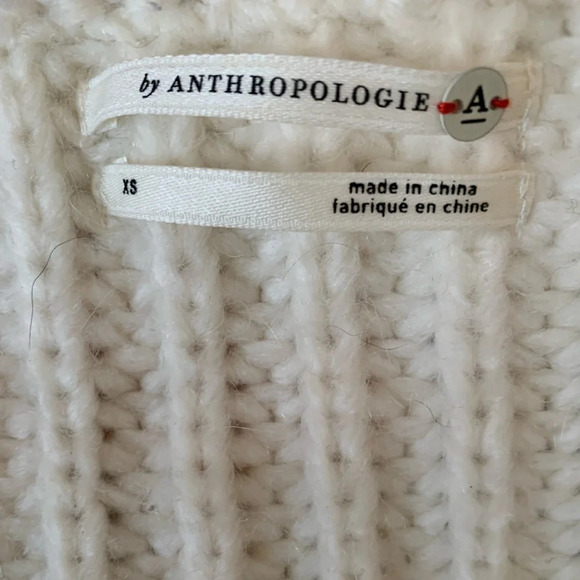 by ANTHROPOLOGIE A
XS
made in china
fabriqué en chine